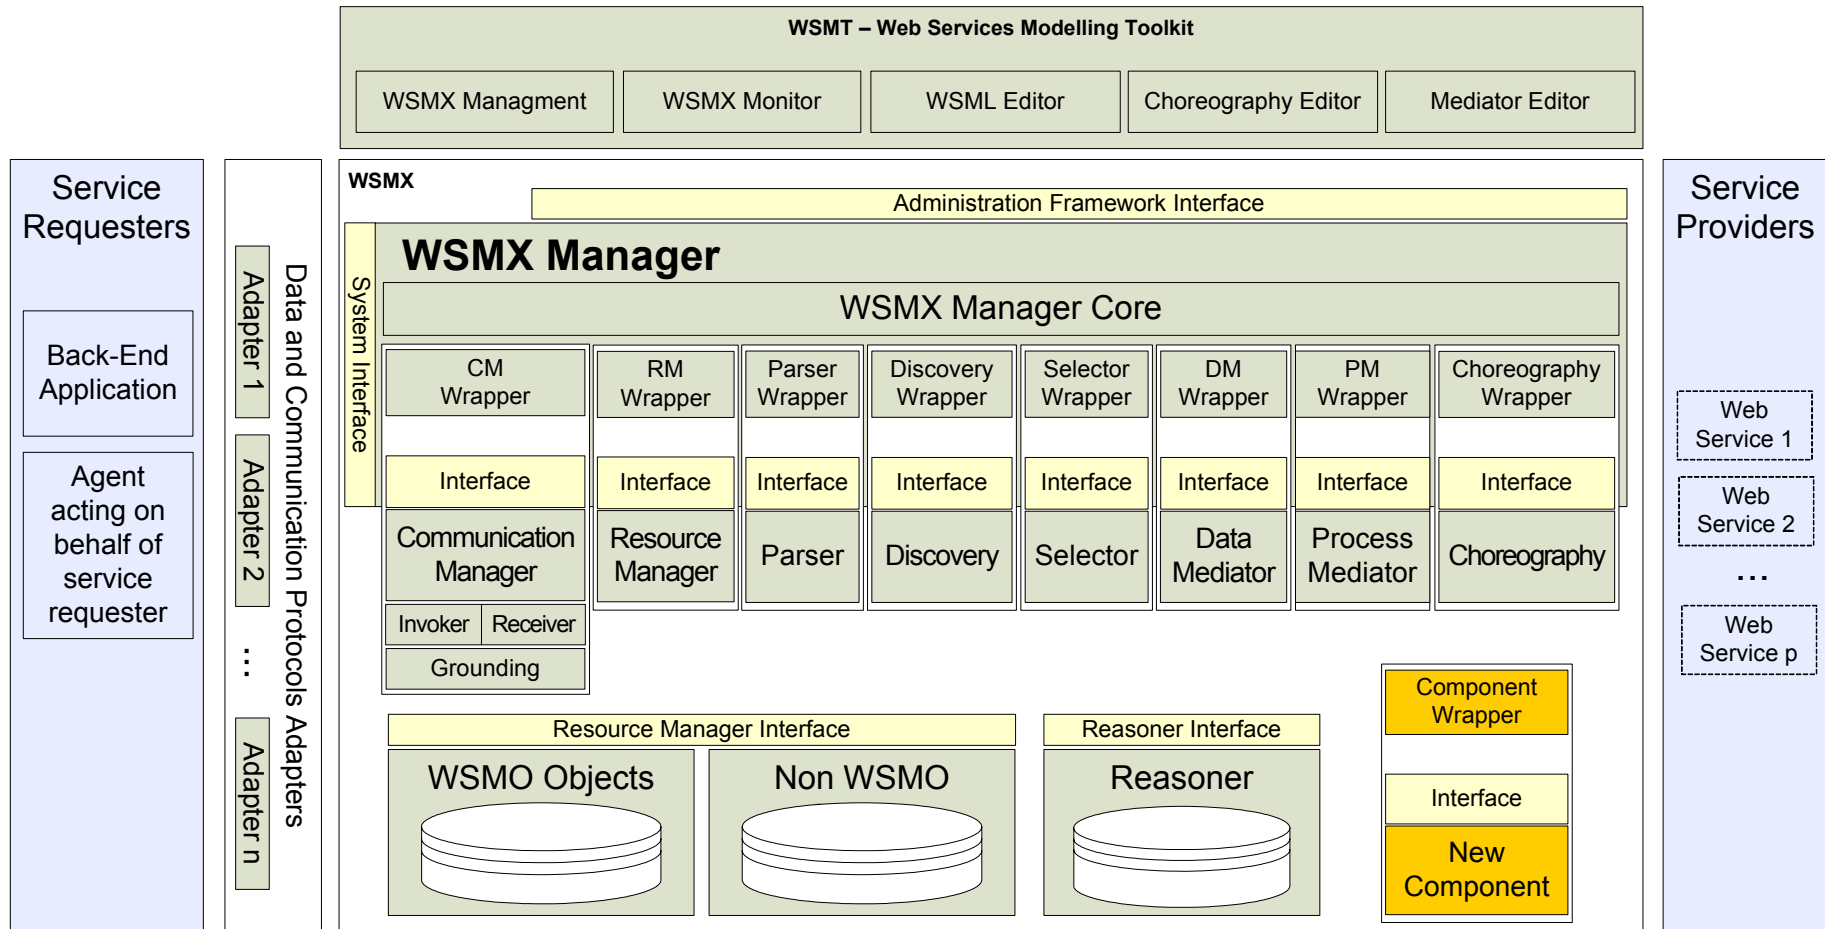 WSMT – Web Services Modelling Toolkit
WSMX Managment
WSMX Monitor
WSML Editor
Choreography Editor
Mediator Editor
Service
Requesters
Back-End
Application
Agent
acting on
behalf of
service
requester
Adapter 1
Adapter 2
...
Adapter n
Data and Communication Protocols Adapters
WSMX
Administration Framework Interface
System Interface
WSMX Manager
WSMX Manager Core
CM
Wrapper
RM
Wrapper
Parser
Wrapper
Discovery
Wrapper
Selector
Wrapper
DM
Wrapper
PM
Wrapper
Choreography
Wrapper
Interface
Interface
Interface
Interface
Interface
Interface
Interface
Interface
Communication
Manager
Resource
Manager
Parser
Discovery
Selector
Data
Mediator
Process
Mediator
Choreography
Invoker
Receiver
Grounding
Resource Manager Interface
WSMO Objects
Non WSMO
Reasoner Interface
Reasoner
Component
Wrapper
Interface
New
Component
Service
Providers
Web
Service 1
Web
Service 2
...
Web
Service p